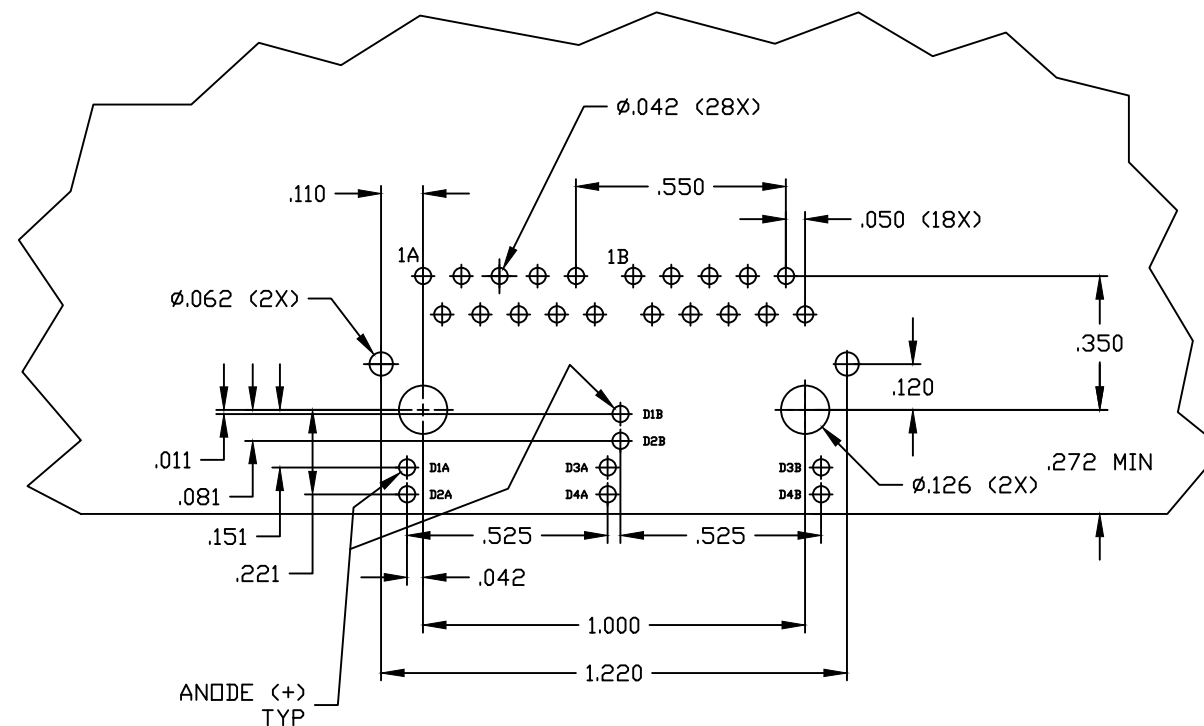 Ø.042 (28X)
.110
.550
.050 (18X)
1A
1B
Ø.062 (2X)
.350
.120
D1B
D2B
.011
.081
.151
.221
D1A
D2A
D3A
D4A
D3B
D4B
.272 MIN
Ø.126 (2X)
.525
.525
.042
1.000
1.220
ANODE (+)
TYP